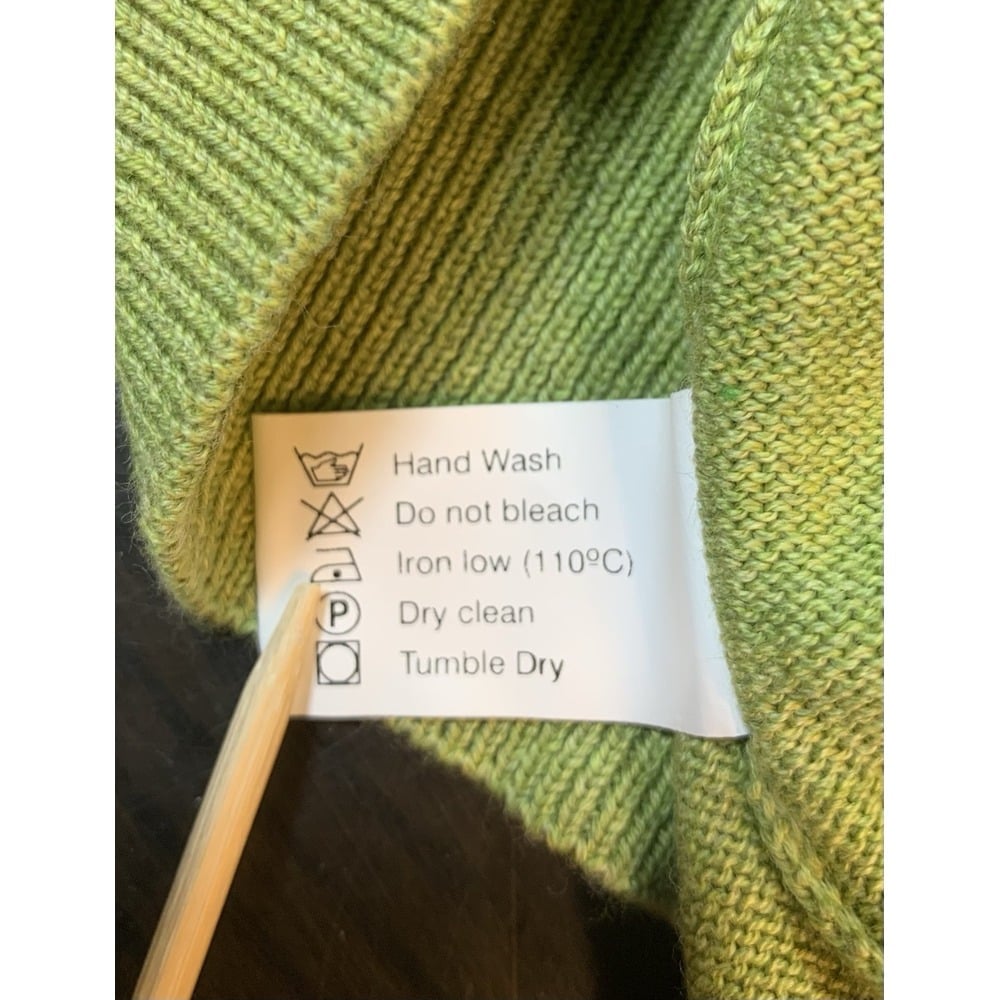 Hand Wash
Do not bleach
Iron low (110ºC)
P Dry clean
Tumble Dry